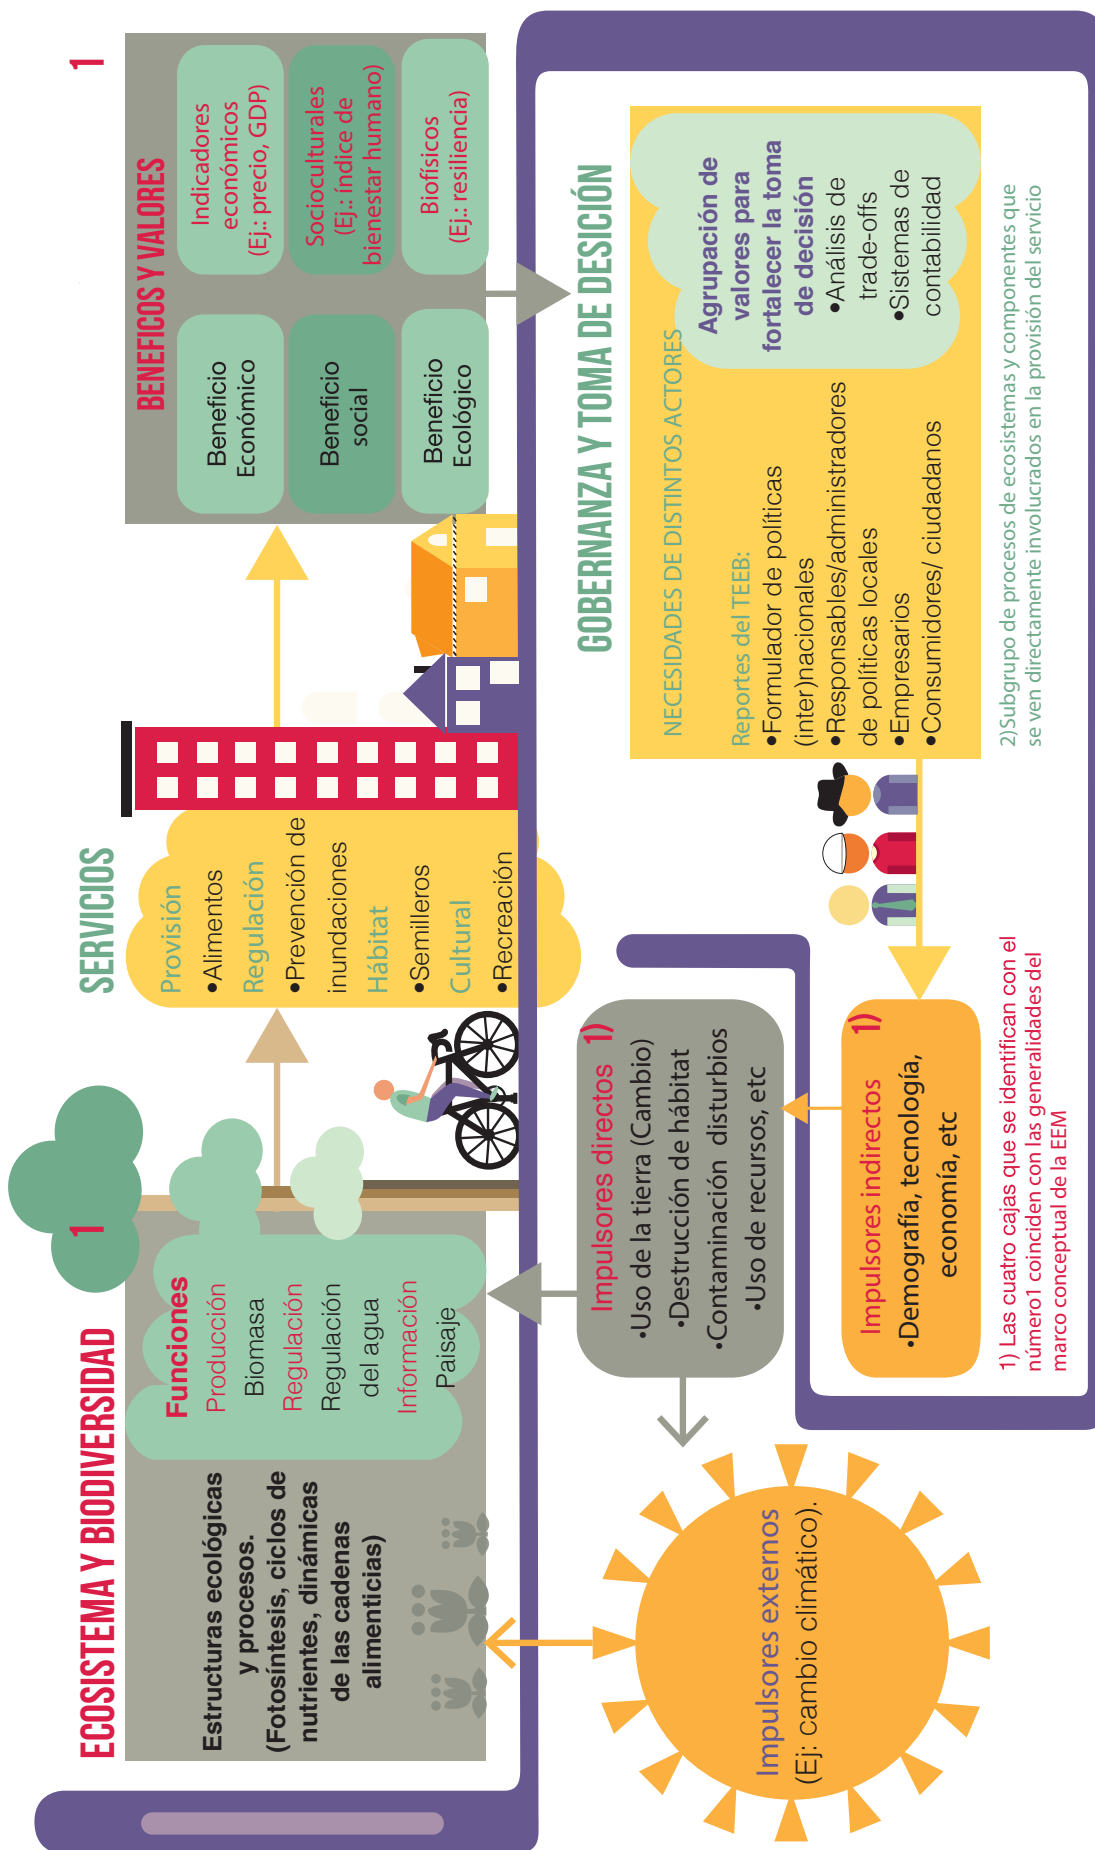 ECOSISTEMA Y BIODIVERSIDAD
1
Estructuras ecológicas
y procesos.
(Fotosíntesis, ciclos de
nutrientes, dinámicas
de las cadenas
alimenticias)
Funciones
Producción
Biomasa
Regulación
Regulación
del agua
Información
Paisaje
SERVICIOS
Provisión
•Alimentos
Regulación
•Prevención de
inundaciones
Hábitat
•Semilleros
Cultural
•Recreación
BENEFICOS Y VALORES
1
Beneficio
Económico
Beneficio
social
Beneficio
Ecológico
Indicadores
económicos
(Ej.: precio, GDP)
Socioculturales
(Ej.: índice de
bienestar humano)
Biofísicos
(Ej.: resiliencia)
GOBERNANZA Y TOMA DE DESICIÓN
NECESIDADES DE DISTINTOS ACTORES
Reportes del TEEB:
•Formulador de políticas
(inter)nacionales
•Responsables/administradores
de políticas locales
•Empresarios
•Consumidores/ ciudadanos
Agrupación de
valores para
fortalecer la toma
de decisión
•Análisis de
trade-offs
•Sistemas de
contabilidad
Impulsores directos 1)
•Uso de la tierra (Cambio)
•Destrucción de hábitat
•Contaminación disturbios
•Uso de recursos, etc
Impulsores indirectos 1)
•Demografía, tecnología,
economía, etc
Impulsores externos
(Ej: Cambio climático).
1) Las cuatro cajas que se identifican con el
número1 coinciden con las generalidades del
marco conceptual de la EEM
2)Subgrupo de procesos de ecosistemas y componentes que
se ven directamente involucrados en la provisión del servicio